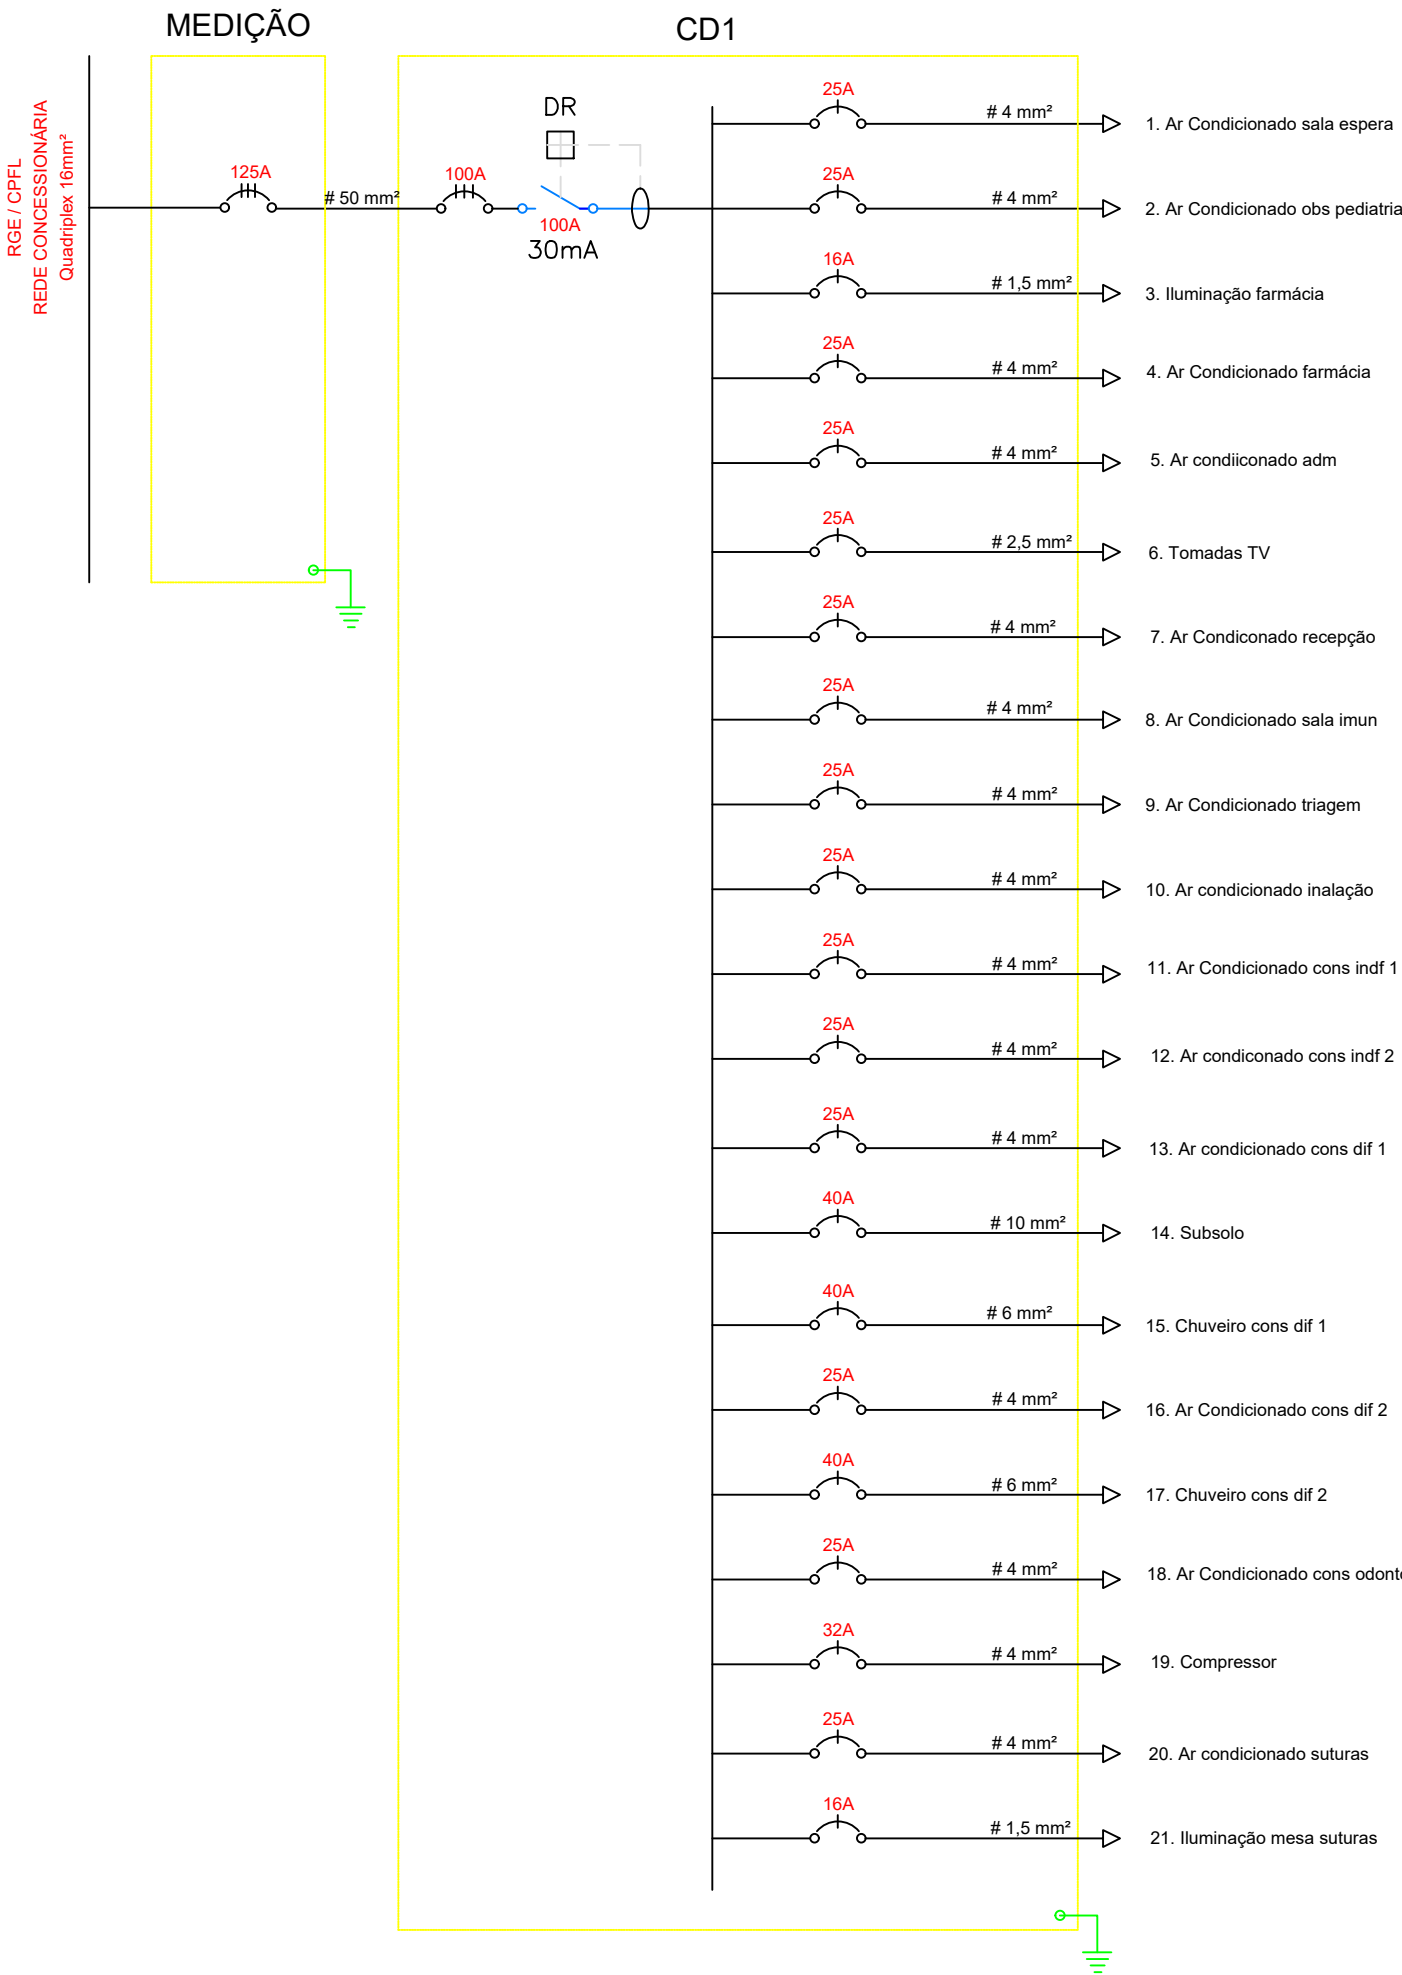 MEDIÇÃO
CD1
RGE / CPFL
REDE CONCESSIONÁRIA
Quadriplex 16mm²
125A
# 50 mm²
100A
DR
100A
30mA
25A
# 4 mm²
1. Ar Condicionado sala espera
25A
# 4 mm²
2. Ar Condicionado obs pediatria
16A
# 1,5 mm²
3. Iluminação farmácia
25A
# 4 mm²
4. Ar Condicionado farmácia
25A
# 4 mm²
5. Ar condiiconado adm
25A
# 2,5 mm²
6. Tomadas TV
25A
# 4 mm²
7. Ar Condiconado recepção
25A
# 4 mm²
8. Ar Condicionado sala imun
25A
# 4 mm²
9. Ar Condicionado triagem
25A
# 4 mm²
10. Ar condicionado inalação
25A
# 4 mm²
11. Ar Condicionado cons indf 1
25A
# 4 mm²
12. Ar condiconado cons indf 2
25A
# 4 mm²
13. Ar condicionado cons dif 1
40A
# 10 mm²
14. Subsolo
40A
# 6 mm²
15. Chuveiro cons dif 1
25A
# 4 mm²
16. Ar Condicionado cons dif 2
40A
# 6 mm²
17. Chuveiro cons dif 2
25A
# 4 mm²
18. Ar Condicionado cons odonto
32A
# 4 mm²
19. Compressor
25A
# 4 mm²
20. Ar condicionado suturas
16A
# 1,5 mm²
21. Iluminação mesa suturas